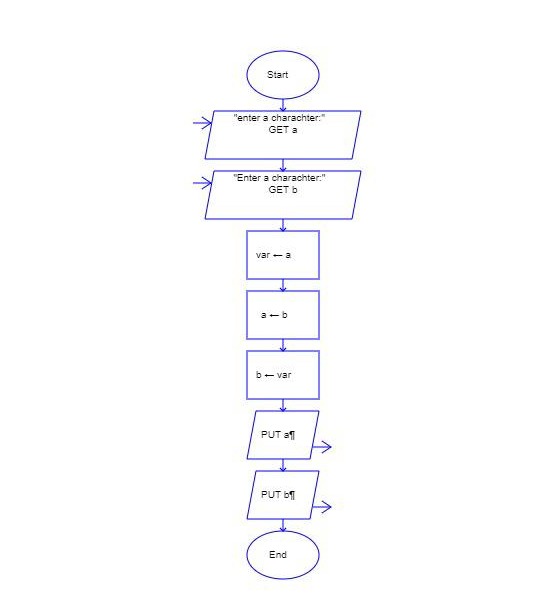 Start
"enter a charachter:"
GET a
"Enter a charachter:"
GET b
var ← a
a ← b
b ← var
PUT a¶
PUT b¶
End